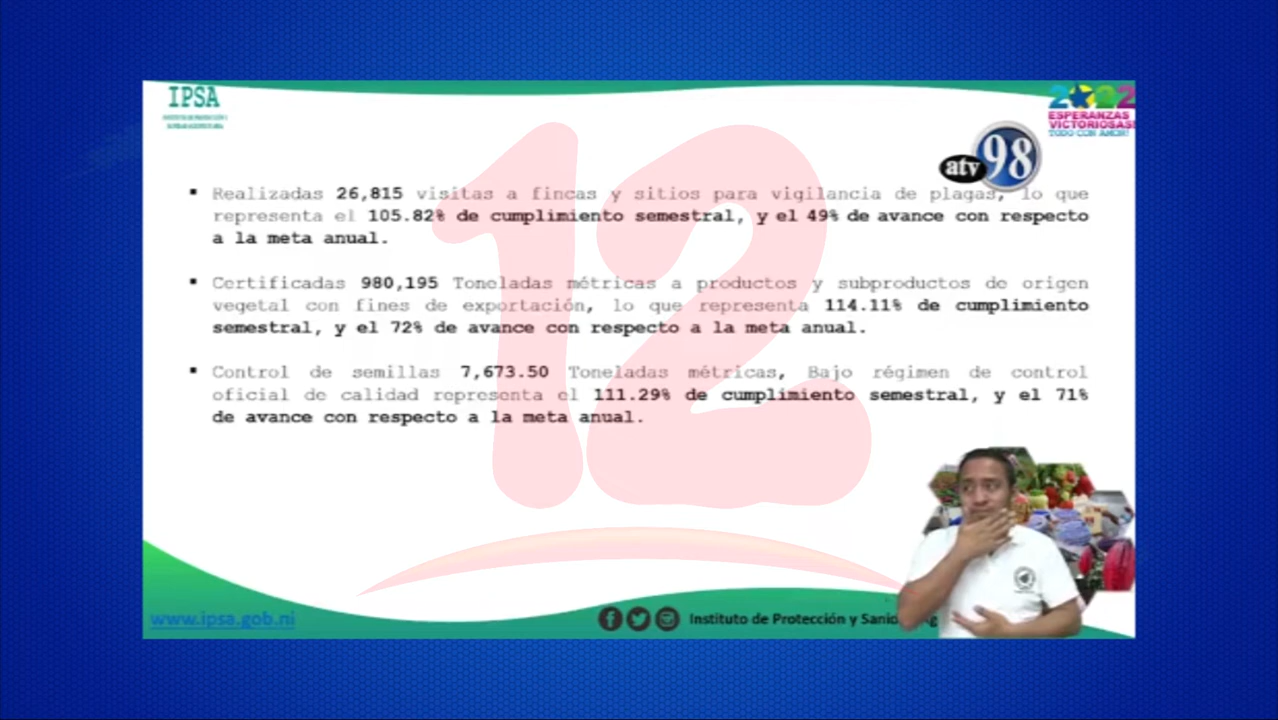 IPSA
2022
ESPERANZAS
VICTORIOSAS!
TODO CON AMOR!
atv 98
▪ Realizadas 26,815 visitas a fincas y sitios para vigilancia de plagas, lo que
representa el 105.82% de cumplimiento semestral, y el 49% de avance con respecto
a la meta anual.
▪ Certificadas 980,195 Toneladas métricas a productos y subproductos de origen
vegetal con fines de exportación, lo que representa 114.11% de cumplimiento
semestral, y el 72% de avance con respecto a la meta anual.
▪ Control de semillas 7,673.50 Toneladas métricas, Bajo régimen de control
oficial de calidad representa el 111.29% de cumplimiento semestral, y el 71%
de avance con respecto a la meta anual.
12
www.ipsa.gob.ni
Instituto de Protección y